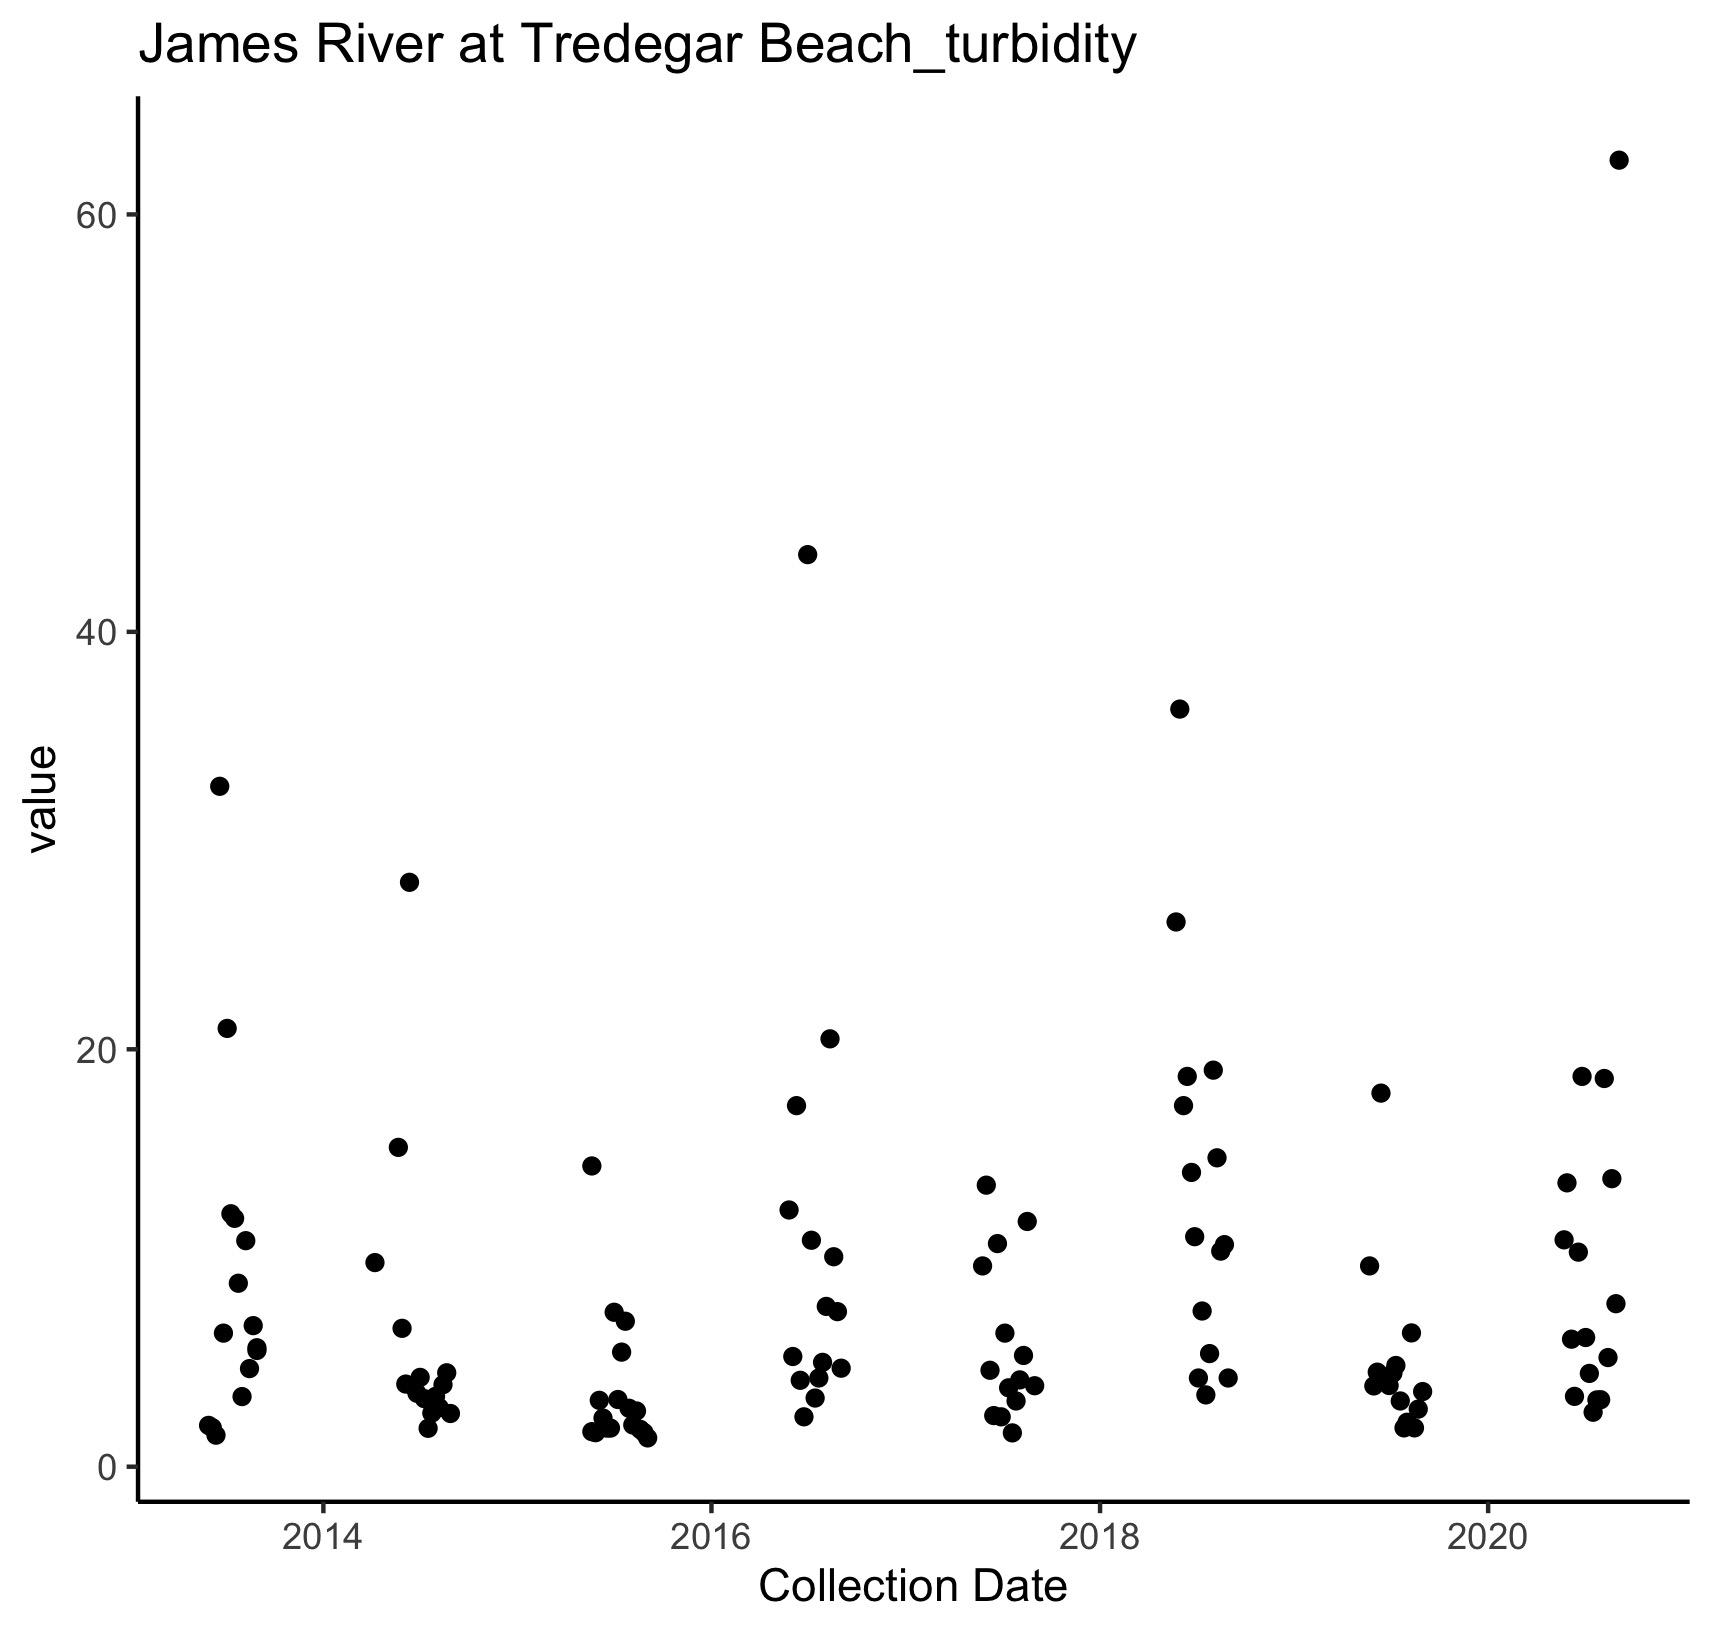 James River at Tredegar Beach_turbidity
60
40
20
0
value
2014 2016 2018 2020
Collection Date